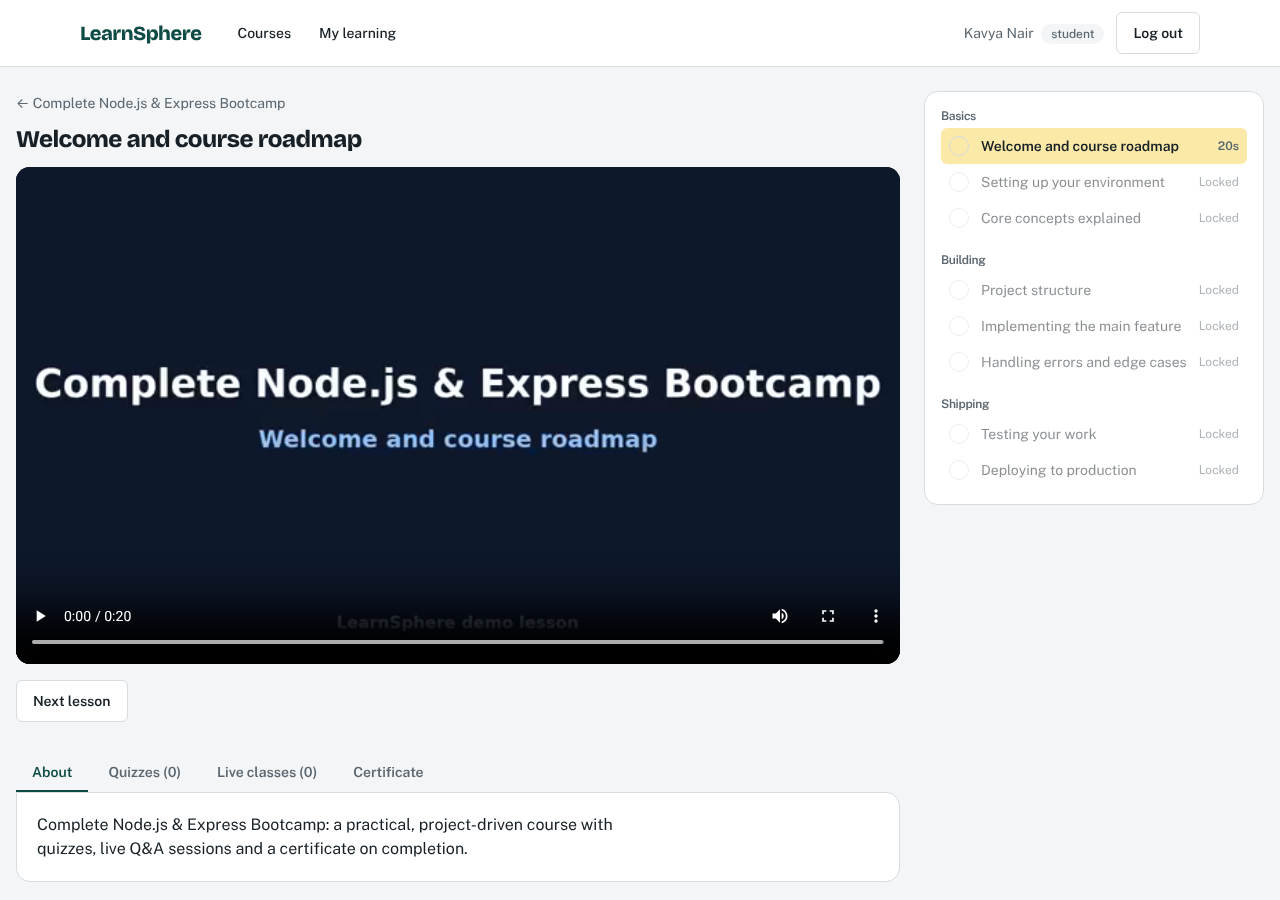 LearnSphere
Courses
My learning
Kavya Nair
student
Log out
← Complete Node.js & Express Bootcamp
Welcome and course roadmap
Complete Node.js & Express Bootcamp
Welcome and course roadmap
LearnSphere demo lesson
0:00 / 0:20
Next lesson
About
Quizzes (0)
Live classes (0)
Certificate
Complete Node.js & Express Bootcamp: a practical, project-driven course with
quizzes, live Q&A sessions and a certificate on completion.
Basics
Welcome and course roadmap 20s
Setting up your environment Locked
Core concepts explained Locked
Building
Project structure Locked
Implementing the main feature Locked
Handling errors and edge cases Locked
Shipping
Testing your work Locked
Deploying to production Locked